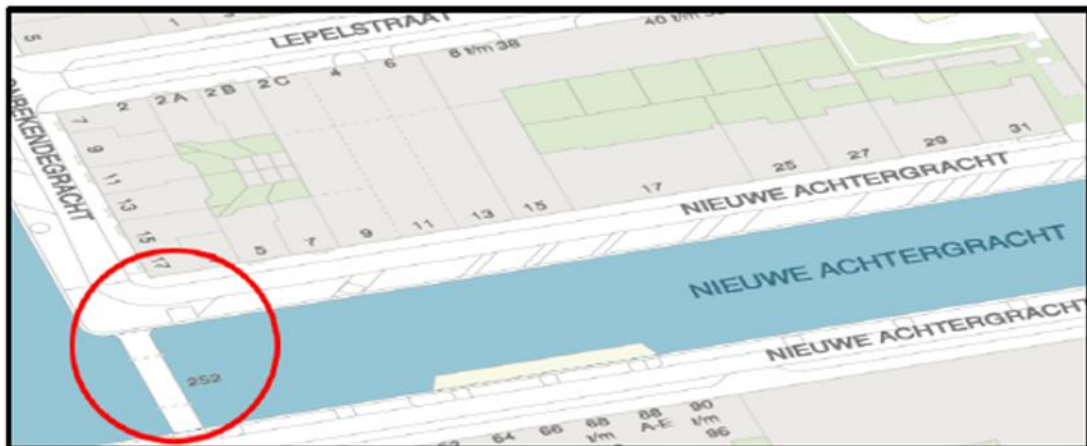 5
1
LEPELSTRAAT
2
2 A
2 B
2 C
4
6
8 t/m 38
7
9
11
13
15
17
5
7
9
11
13
15
17
25
27
29
31
NIEUWE ACHTERGRACHT
NIEUWE ACHTERGRACHT
NIEUWE ACHTERGRACHT
252
64
66
68
t/m
88
A-E
90
t/m
96